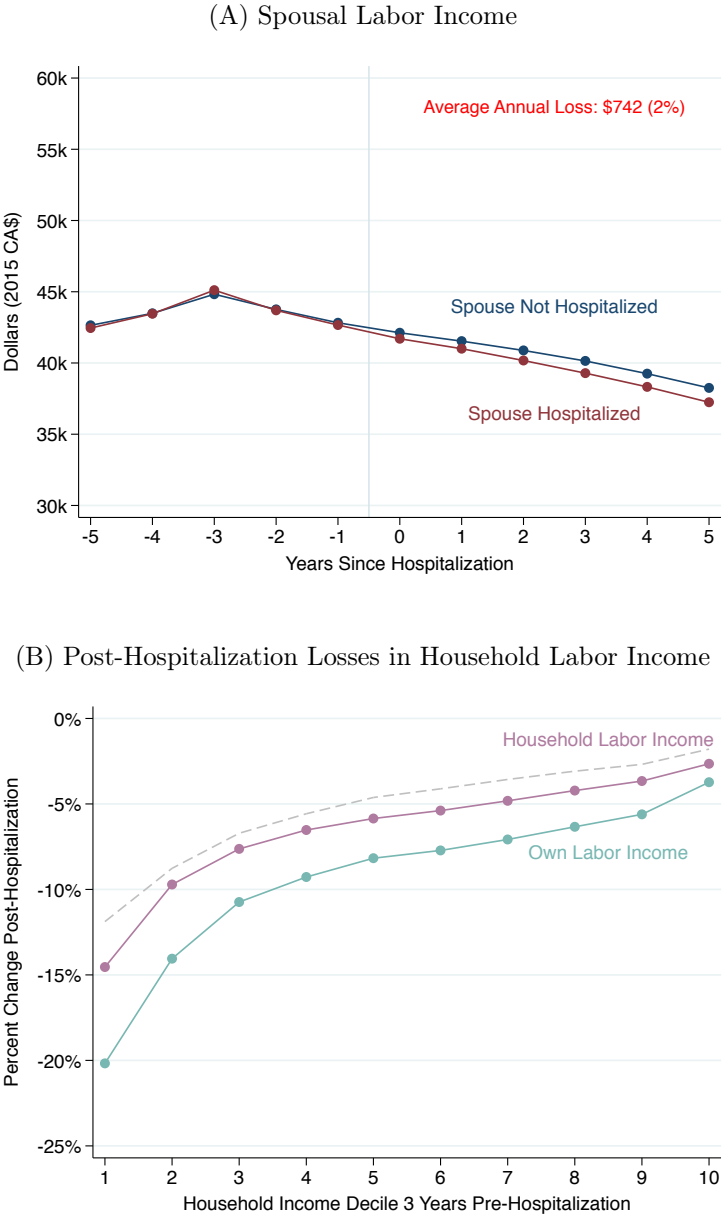 (A) Spousal Labor Income
60k
Average Annual Loss: $742 (2%)
55k
50k
45k
Spouse Not Hospitalized
40k
Spouse Hospitalized
35k
30k
Dollars (2015 CA$)
-5 -4 -3 -2 -1 0 1 2 3 4 5
Years Since Hospitalization
(B) Post-Hospitalization Losses in Household Labor Income
0%
Household Labor Income
-5%
Own Labor Income
-10%
-15%
-20%
-25%
Percent Change Post-Hospitalization
1 2 3 4 5 6 7 8 9 10
Household Income Decile 3 Years Pre-Hospitalization